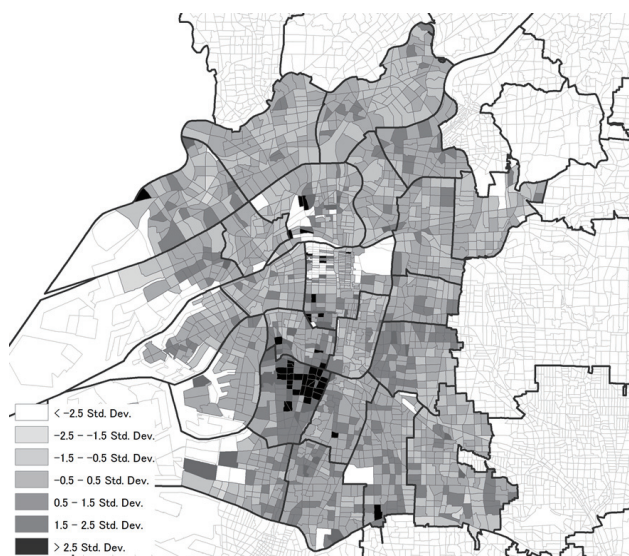 < -2.5 Std. Dev.
-2.5 - -1.5 Std. Dev.
-1.5 - -0.5 Std. Dev.
-0.5 - 0.5 Std. Dev.
0.5 - 1.5 Std. Dev.
1.5 - 2.5 Std. Dev.
> 2.5 Std. Dev.